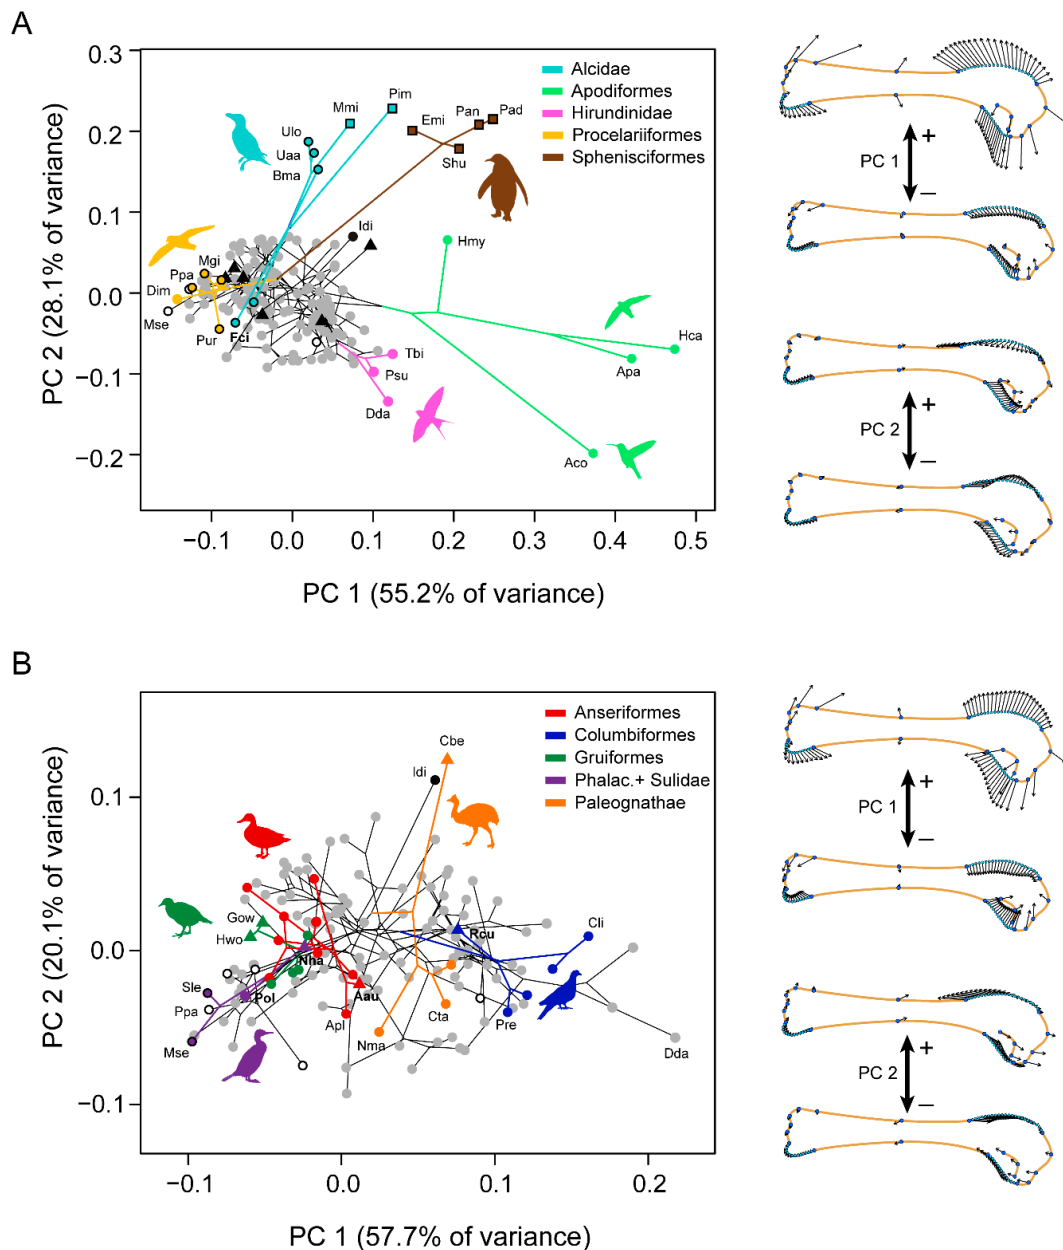 A
0.3
0.2
0.1
0.0
−0.1
−0.2
PC 2 (28.1% of variance)
Alcidae
Apodiformes
Hirundinidae
Procelariiformes
Sphenisciformes
Pim
Mmi
Ulo
Uaa
Bma
Emi
Pan
Pad
Shu
Idi
Hmy
Mgi
Ppa
Dim
Mse
Pur
Fci
Tbi
Psu
Dda
Hca
Apa
Aco
−0.1
0.0
0.1
0.2
0.3
0.4
0.5
PC 1 (55.2% of variance)
+
PC 1
−
+
PC 2
−
B
0.1
0.0
−0.1
PC 2 (20.1% of variance)
Anseriformes
Columbiformes
Gruiformes
Phalac.+ Sulidae
Paleognathae
Cbe
Idi
Gow
Hwo
Nha
Rcu
Cli
Sle
Pol
Ppa
Aau
Apl
Cta
Pre
Nma
Mse
Dda
−0.1
0.0
0.1
0.2
PC 1 (57.7% of variance)
+
PC 1
−
+
PC 2
−